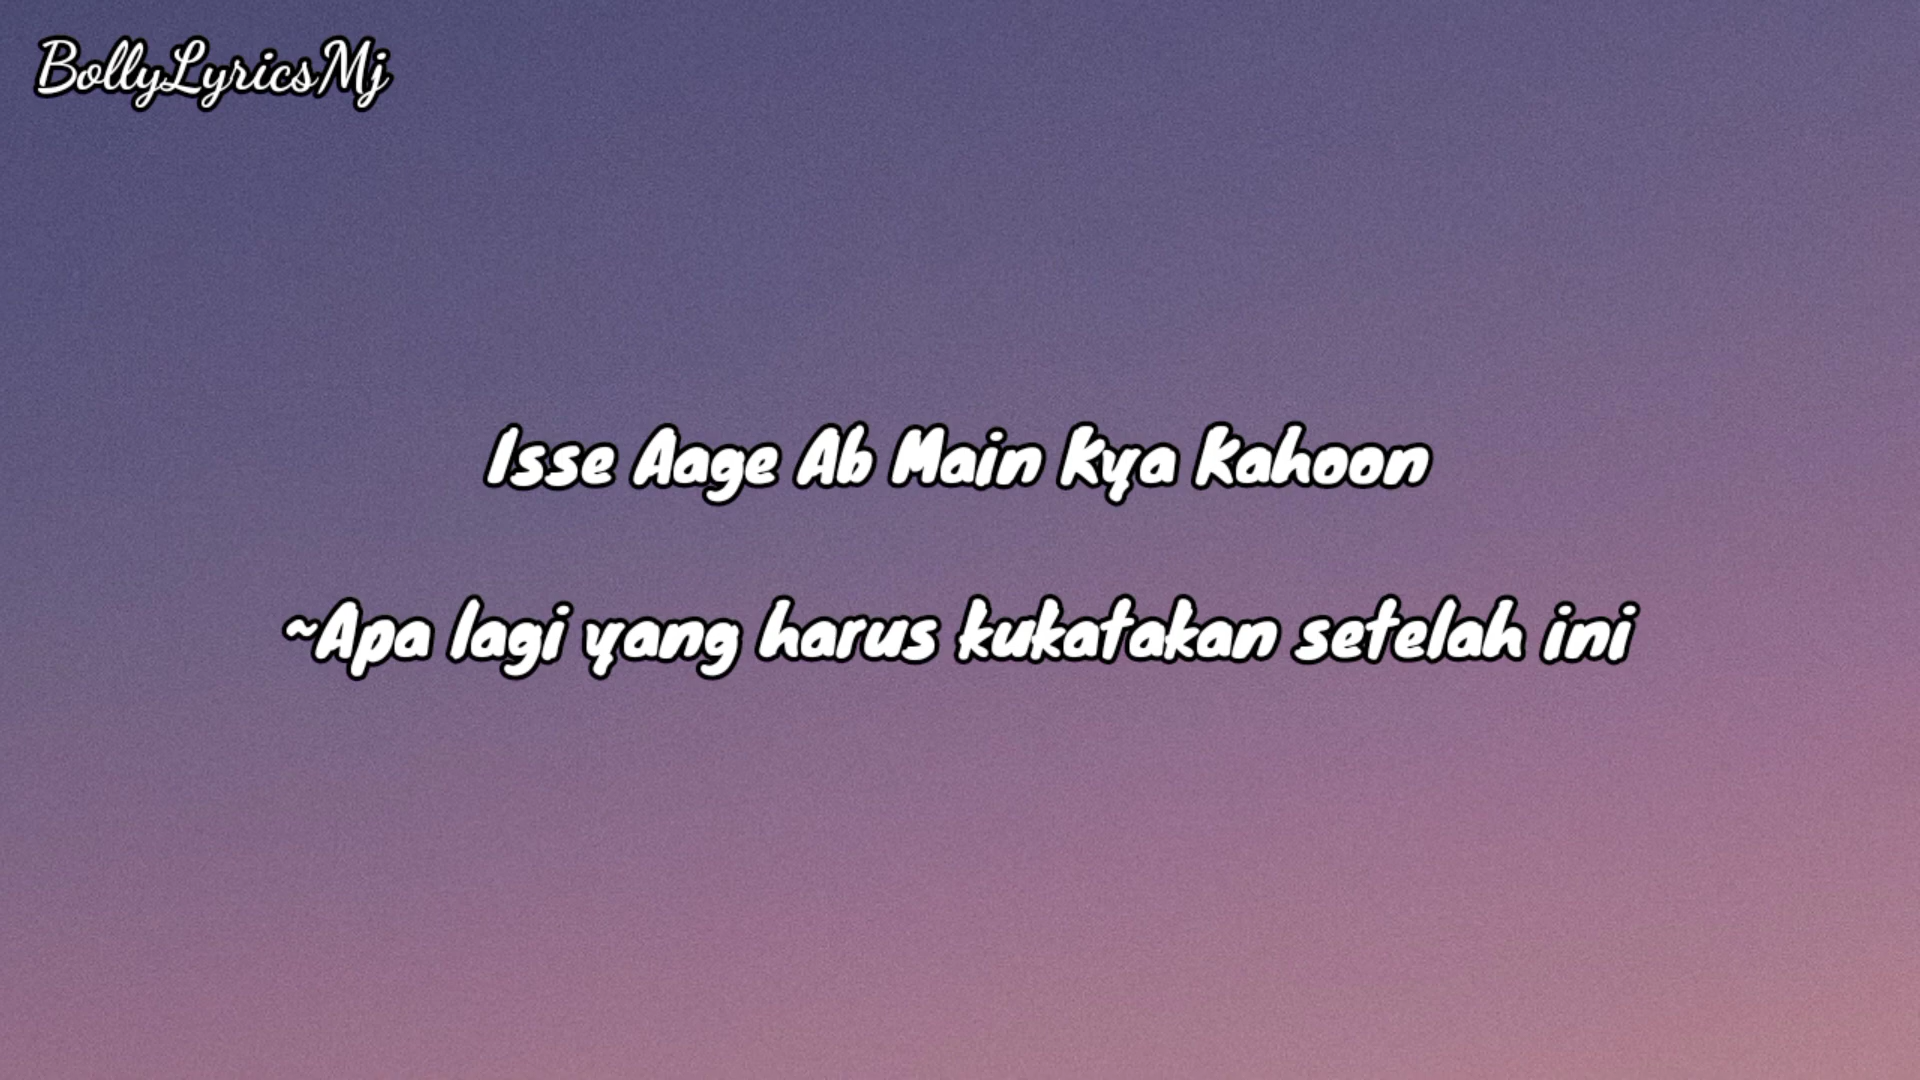 BollyLyricsMj
Isse Aage Ab Main Kya Kahoon
~Apa lagi yang harus kukatakan setelah ini